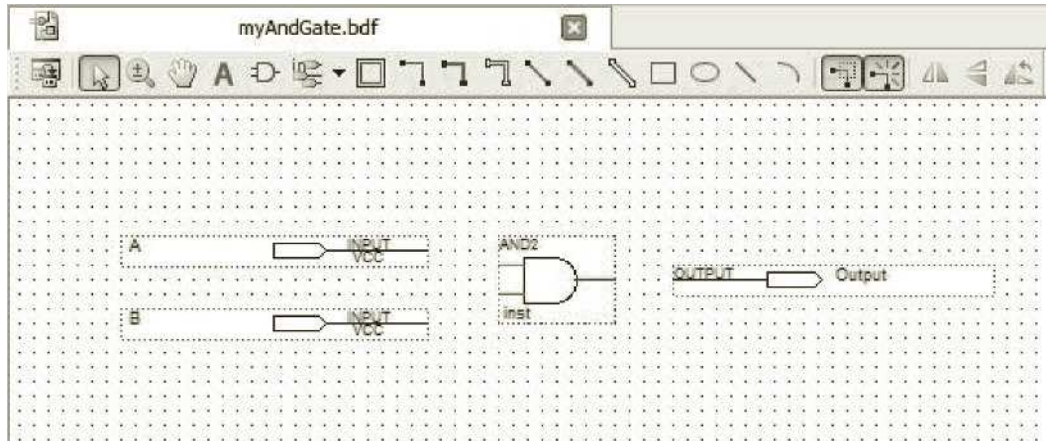 myAndGate.bdf
A
A
INPUT
VCC
AND2
inst
OUTPUT
Output
B
INPUT
VCC